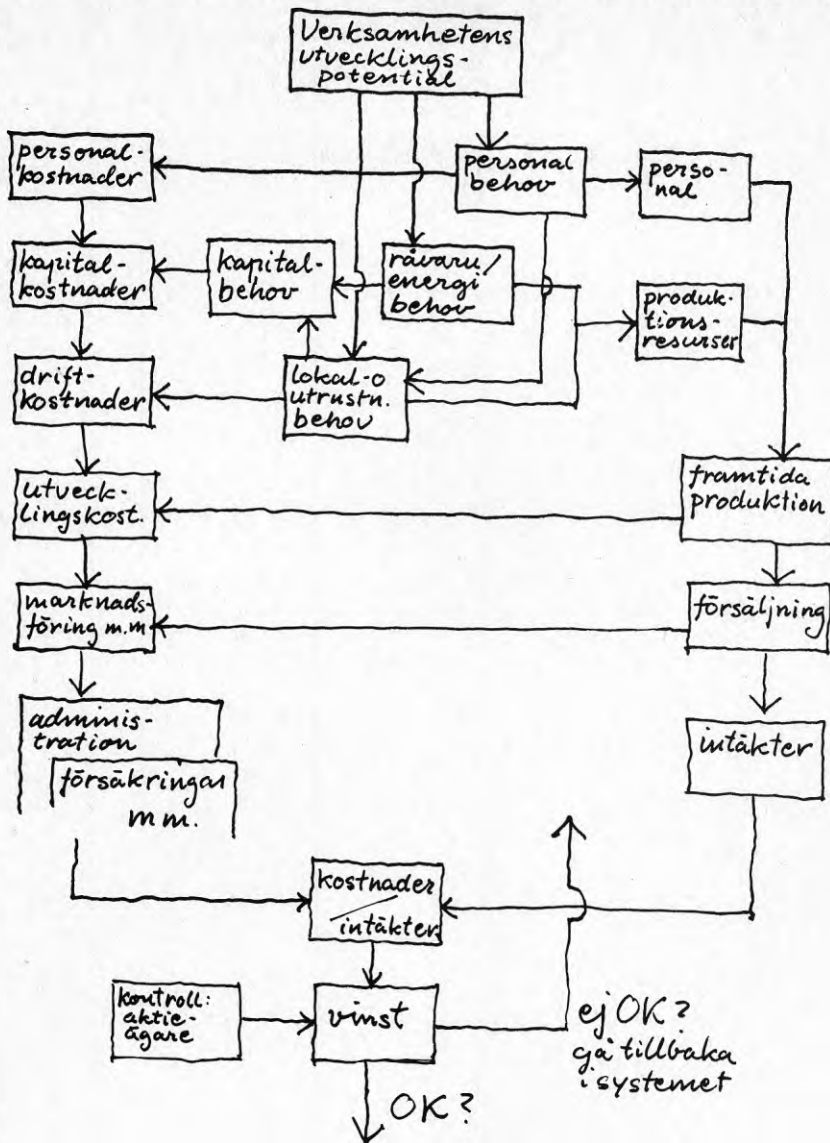 Verksamhetens
utvecklings-
potential
personal-
kostnader
personal
behov
perso-
nal
kapital-
kostnader
kapital-
behov
råvaru/
energi
behov
produk-
tions-
resurser
drift-
kostnader
lokal-o
utrustn.
behov
utveck-
lingskost.
framtida
produktion
marknads-
föring m.m
försäljning
adminis-
tration
försäkringar
m m.
intäkter
kostnader
/
intäkter
kontroll:
aktie-
ägare
vinst
ej OK?
gå tillbaka
i systemet
OK?